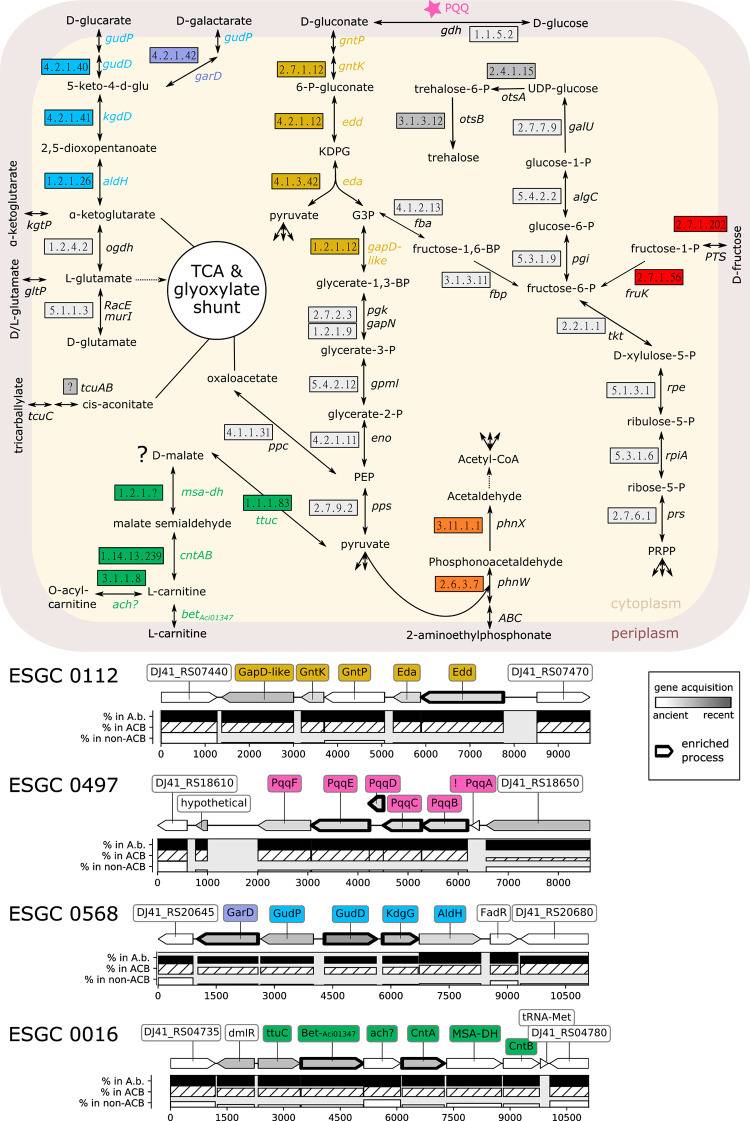 PQQ
D-glucarate
D-galactarate
D-gluconate
D-glucose
gdh
1.1.5.2
gudP
gudP
gntP
4.2.1.40
gudD
4.2.1.42
garD
2.7.1.12
gntK
2.4.1.15
5-keto-4-d-glu
6-P-gluconate
trehalose-6-P
otsA
UDP-glucose
4.2.1.41
kgdD
4.2.1.12
edd
3.1.3.12
otsB
2.7.7.9
galU
2,5-dioxopentanoate
KDPG
trehalose
glucose-1-P
1.2.1.26
aldH
4.1.3.42
eda
5.4.2.2
algC
α-ketoglutarate
kgtP
α-ketoglutarate
pyruvate
G3P
4.1.2.13
fba
glucose-6-P
2.7.1.202
1.2.4.2
ogdh
TCA &
glyoxylate
shunt
1.2.1.12
gapD-
like
fructose-1,6-BP
5.3.1.9
pgi
fructose-1-P
PTS
D-fructose
D/L-glutamate
gltP
L-glutamate
glycerate-1,3-BP
3.1.3.11
fbp
fructose-6-P
2.7.1.56
fruK
5.1.1.3
RacE
murI
2.7.2.3
pgk
1.2.1.9
gapN
2.2.1.1
tkt
D-glutamate
glycerate-3-P
D-xylulose-5-P
tricarballylate
tcuC
?
tcuAB
cis-aconitate
oxaloacetate
5.4.2.12
gpmI
5.1.3.1
rpe
glycerate-2-P
ribulose-5-P
4.1.1.31
ppc
4.2.1.11
eno
5.3.1.6
rpiA
?
D-malate
Acetyl-CoA
PEP
ribose-5-P
1.2.1.?
msa-dh
1.1.1.83
ttuc
2.7.9.2
pps
Acetaldehyde
2.7.6.1
prs
malate semialdehyde
3.11.1.1
phnX
pyruvate
PRPP
1.14.13.239
cntAB
Phosphonoacetaldehyde
3.1.1.8
2.6.3.7
phnW
O-acyl-
carnitine
ach?
L-carnitine
cytoplasm
betAci01347
ABC
L-carnitine
2-aminoethylphosphonate
periplasm
ESGC 0112
DJ41_RS07440
GapD-like
GntK
GntP
Eda
Edd
DJ41_RS07470
% in A.b.
% in ACB
% in non-ACB
0 1000 2000 3000 4000 5000 6000 7000 8000 9000
gene acquisition
ancient recent
enriched
process
ESGC 0497
DJ41_RS18610
hypothetical
PqqF
PqqE
PqqD
PqqC
PqqB
! PqqA
DJ41_RS18650
% in A.b.
% in ACB
% in non-ACB
0 1000 2000 3000 4000 5000 6000 7000 8000
ESGC 0568
DJ41_RS20645
GarD
GudP
GudD
KdgG
AldH
FadR
DJ41_RS20680
% in A.b.
% in ACB
% in non-ACB
0 1500 3000 4500 6000 7500 9000 10500
ESGC 0016
DJ41_RS04735
dmlR
ttuC
Bet-Aci01347
ach?
CntA
MSA-DH
CntB
tRNA-Met
DJ41_RS04780
% in A.b.
% in ACB
% in non-ACB
0 1500 3000 4500 6000 7500 9000 10500